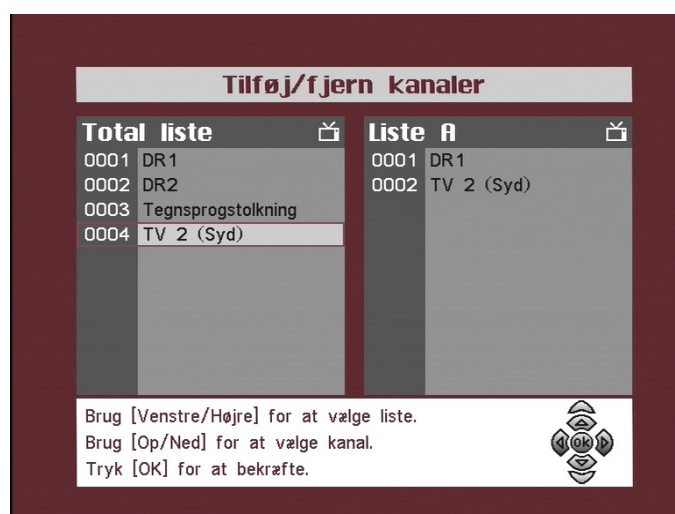 Tilføj/fjern kanaler
Total liste
0001 DR1
0002 DR2
0003 Tegnsprogstolkning
0004 TV 2 (Syd)
Liste A
0001 DR1
0002 TV 2 (Syd)
Brug [Venstre/Højre] for at vælge liste.
Brug [Op/Ned] for at vælge kanal.
Tryk [OK] for at bekræfte.
OK